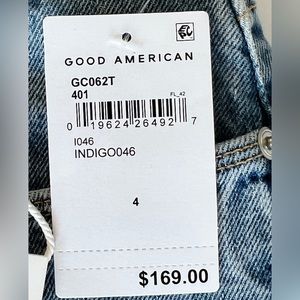 GOOD AMERICAN
GC062T
401
FL_42
0 19624 26492 7
I046
INDIGO046
4
$169.00